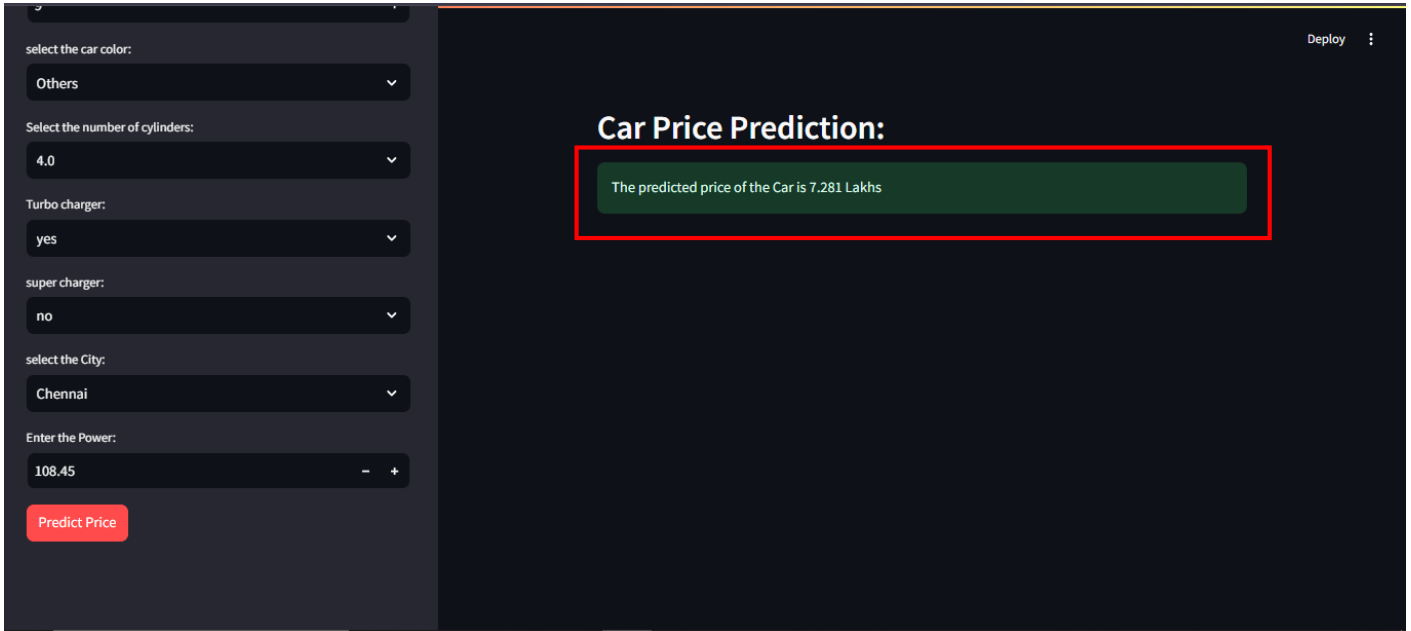 select the car color:
Others
Select the number of cylinders:
4.0
Turbo charger:
yes
super charger:
no
select the City:
Chennai
Enter the Power:
108.45 − +
Predict Price
Deploy
Car Price Prediction:
The predicted price of the Car is 7.281 Lakhs